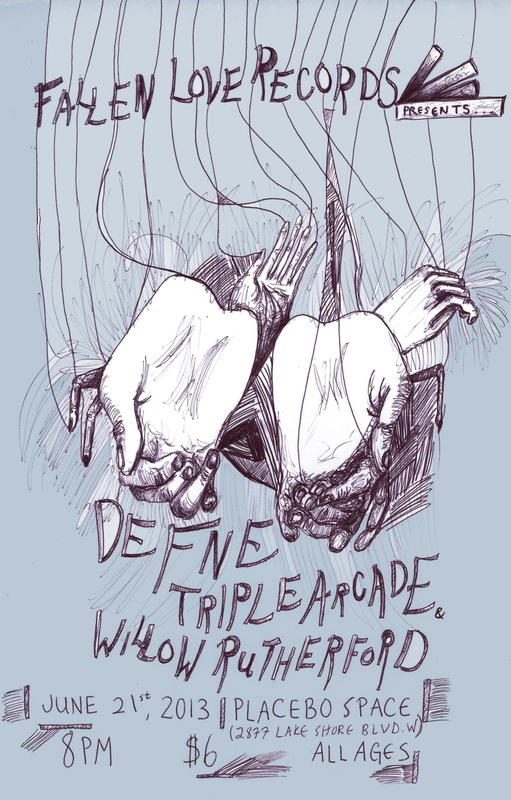 FALLEN LOVE RECORDS
PRESENTS...
DEFNE
TRIPLE ARCADE &
WILLOW RUTHERFORD
JUNE 21st, 2013 | PLACEBO SPACE
(2877 LAKE SHORE BLVD. W)
8PM $6 ALL AGES